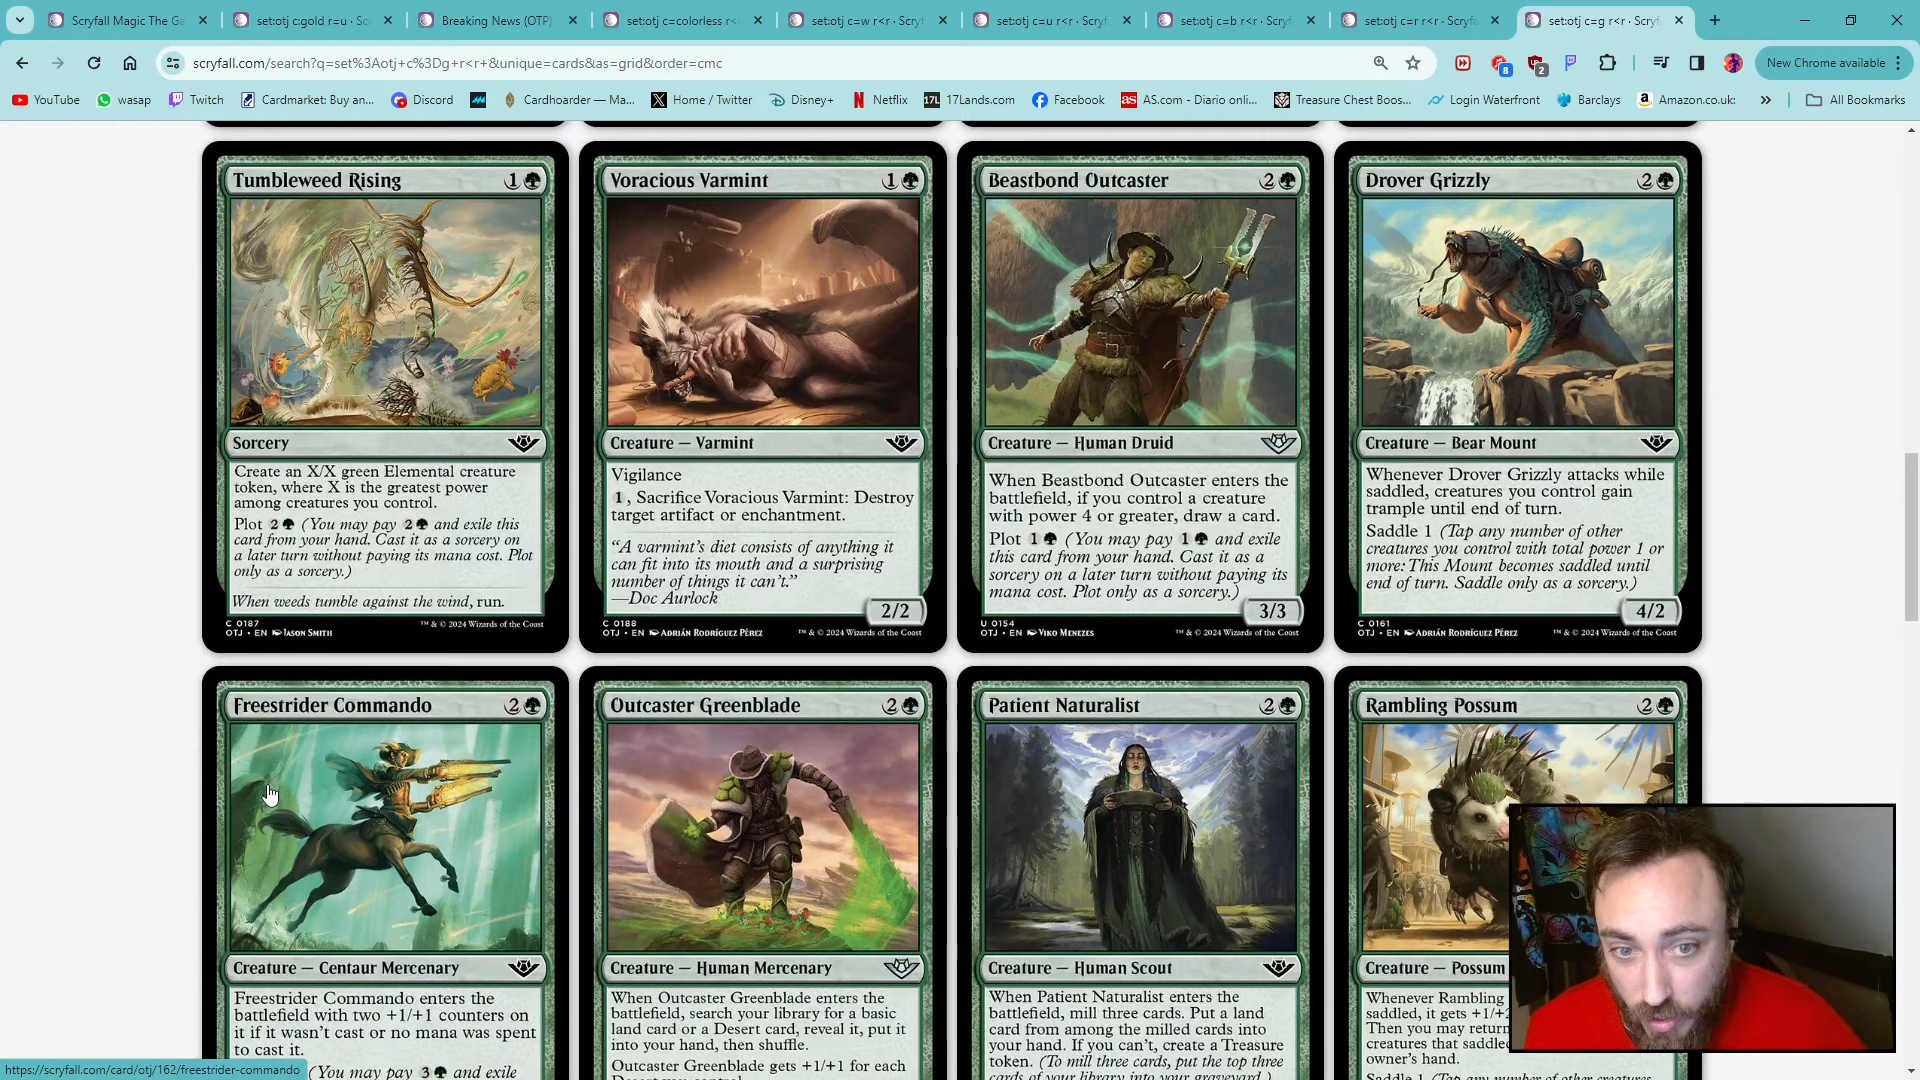 Scryfall Magic The Ga
set:otj c:gold r=u · Sc
Breaking News (OTP)
set:otj c=colorless r<
set:otj c=w r<r · Scryf
set:otj c=u r<r · Scryf
set:otj c=b r<r · Scryf
set:otj c=r r<r · Scryf
set:otj c=g r<r · Scryf
scryfall.com/search?q=set%3Aotj+c%3Dg+r<r+&unique=cards&as=grid&order=cmc
8
2
New Chrome available
YouTube
wasap
Twitch
Cardmarket: Buy an...
Discord
Cardhoarder — Ma...
Home / Twitter
Disney+
Netflix
17L 17Lands.com
Facebook
as AS.com - Diario onli...
Treasure Chest Boos...
Login Waterfront
Barclays
Amazon.co.uk:
All Bookmarks
Tumbleweed Rising 1
Sorcery
Create an X/X green Elemental creature
token, where X is the greatest power
among creatures you control.
Plot 2 (You may pay 2 and exile this
card from your hand. Cast it as a sorcery on
a later turn without paying its mana cost. Plot
only as a sorcery.)
When weeds tumble against the wind, run.
C 0187
OTJ • EN JASON SMITH
™ & © 2024 Wizards of the Coast
Voracious Varmint 1
Creature — Varmint
Vigilance
1, Sacrifice Voracious Varmint: Destroy
target artifact or enchantment.
“A varmint’s diet consists of anything it
can fit into its mouth and a surprising
number of things it can’t.”
—Doc Aurlock
2/2
C 0188
OTJ • EN ADRIÁN RODRÍGUEZ PÉREZ
™ & © 2024 Wizards of the Coast
Beastbond Outcaster 2
Creature — Human Druid
When Beastbond Outcaster enters the
battlefield, if you control a creature
with power 4 or greater, draw a card.
Plot 1 (You may pay 1 and exile
this card from your hand. Cast it as a
sorcery on a later turn without paying its
mana cost. Plot only as a sorcery.)
3/3
U 0154
OTJ • EN VIKO MENEZES
™ & © 2024 Wizards of the Coast
Drover Grizzly 2
Creature — Bear Mount
Whenever Drover Grizzly attacks while
saddled, creatures you control gain
trample until end of turn.
Saddle 1 (Tap any number of other
creatures you control with total power 1 or
more: This Mount becomes saddled until
end of turn. Saddle only as a sorcery.)
4/2
C 0161
OTJ • EN ADRIÁN RODRÍGUEZ PÉREZ
™ & © 2024 Wizards of the Coast
Freestrider Commando 2
Creature — Centaur Mercenary
Freestrider Commando enters the
battlefield with two +1/+1 counters on
it if it wasn’t cast or no mana was spent
to cast it.
(You may pay 3 and exile
Outcaster Greenblade 2
Creature — Human Mercenary
When Outcaster Greenblade enters the
battlefield, search your library for a basic
land card or a Desert card, reveal it, put it
into your hand, then shuffle.
Outcaster Greenblade gets +1/+1 for each
Desert you control.
Patient Naturalist 2
Creature — Human Scout
When Patient Naturalist enters the
battlefield, mill three cards. Put a land
card from among the milled cards into
your hand. If you can’t, create a Treasure
token. (To mill three cards, put the top three
cards of your library into your graveyard.)
Rambling Possum 2
Creature — Possum
Whenever Rambling
saddled, it gets +1/+2
Then you may return
creatures that saddled
owner’s hand.
Saddle 1 (Tap any number of other
https://scryfall.com/card/otj/162/freestrider-commando